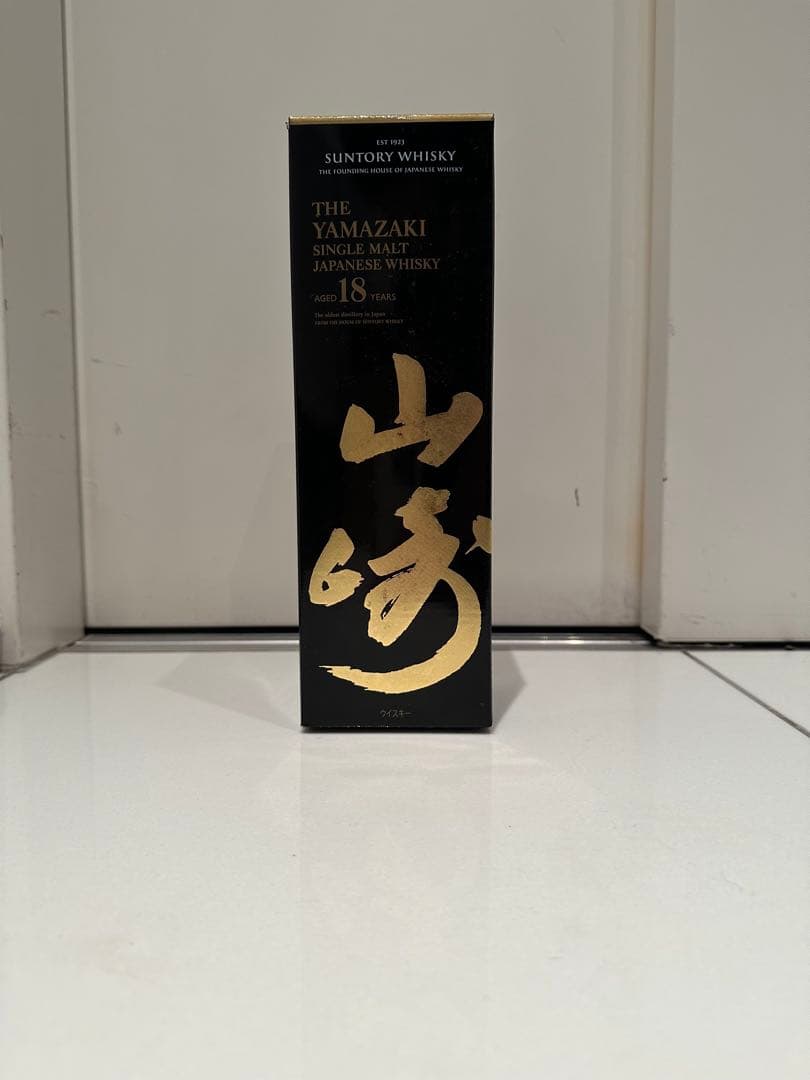 EST 1923
SUNTORY WHISKY
THE FOUNDING HOUSE OF JAPANESE WHISKY
THE
YAMAZAKI
SINGLE MALT
JAPANESE WHISKY
AGED 18 YEARS
The oldest distillery in Japan
FROM THE HOUSE OF SUNTORY WHISKY
山
崎
ウイスキー